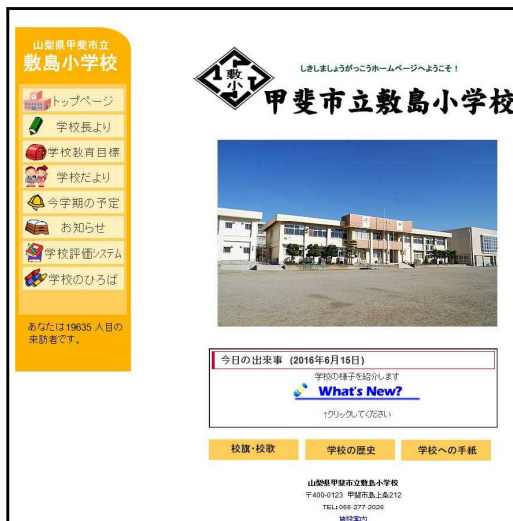 山梨県甲斐市立
敷島小学校
トップページ
学校長より
学校教育目標
学校だより
今学期の予定
お知らせ
学校評価システム
学校のひろば
あなたは19635 人目の
来訪者です。
敷
小
しきしましょうがっこうホームページへようこそ！
甲斐市立敷島小学校
今日の出来事 (2016年6月15日)
学校の様子を紹介します
What's New?
↑クリックしてください
校旗・校歌
学校の歴史
学校への手紙
山梨県甲斐市立敷島小学校
〒400-0123 甲斐市島上条212
TEL:055-277-2026
施設案内